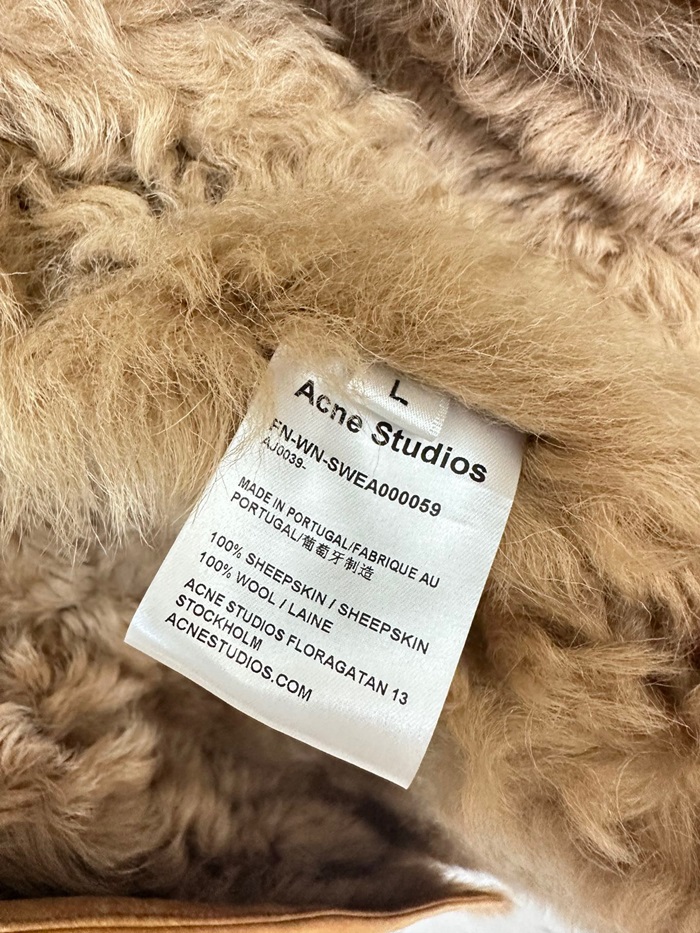 L
Acne Studios
FN-WN-SWEA000059
AJ0039-
MADE IN PORTUGAL/FABRIQUE AU
PORTUGAL/葡萄牙制造
100% SHEEPSKIN / SHEEPSKIN
100% WOOL / LAINE
ACNE STUDIOS FLORAGATAN 13
STOCKHOLM
ACNESTUDIOS.COM